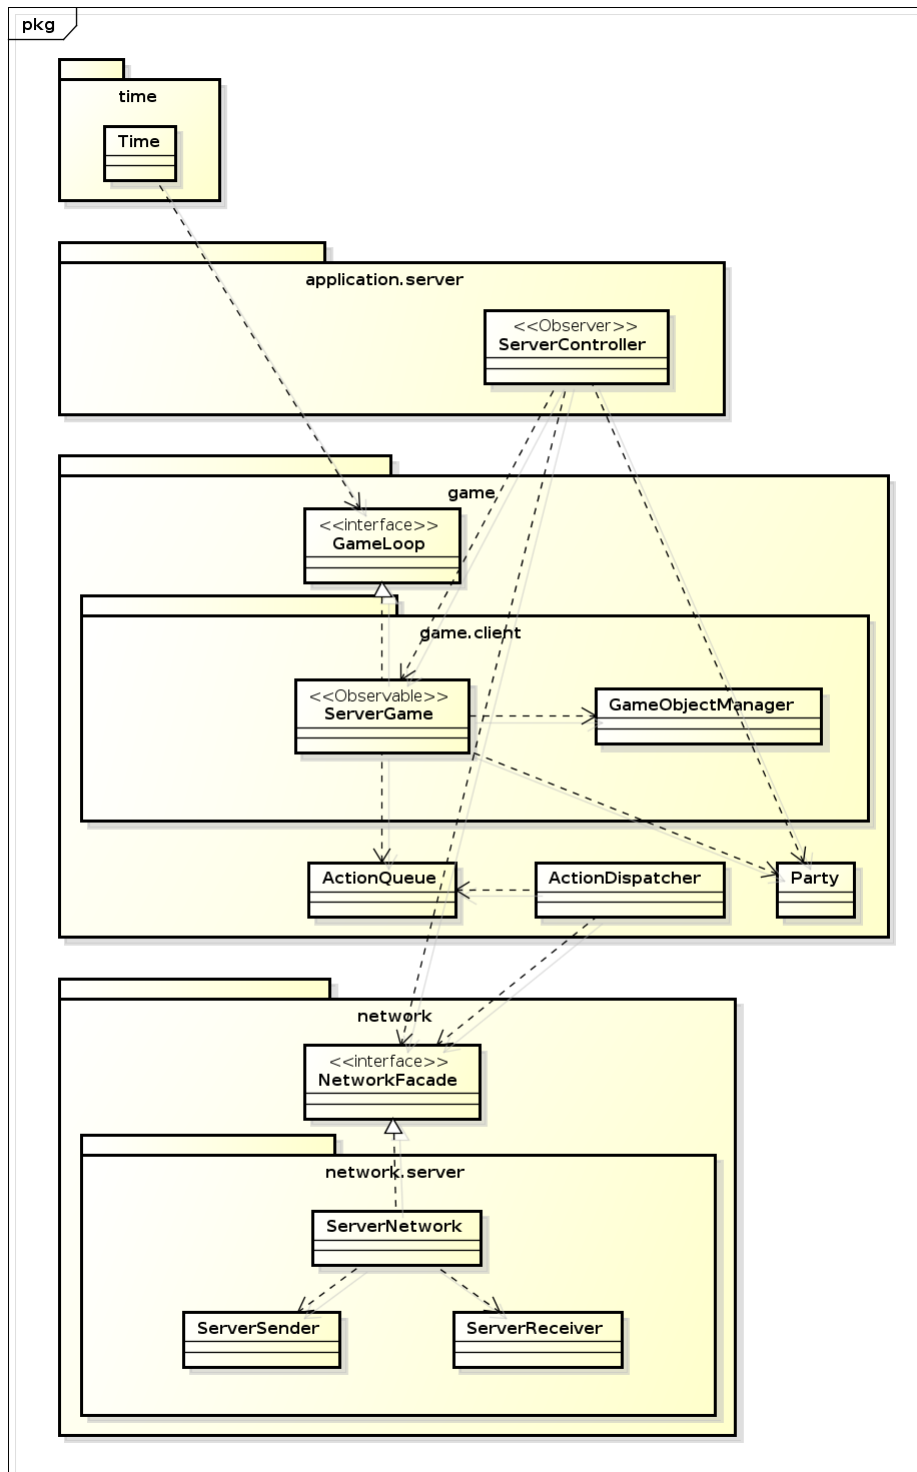 pkg
time
Time
application.server
<<Observer>>
ServerController
game
<<interface>>
GameLoop
game.client
<<Observable>>
ServerGame
GameObjectManager
ActionQueue
ActionDispatcher
Party
network
<<interface>>
NetworkFacade
network.server
ServerNetwork
ServerSender
ServerReceiver